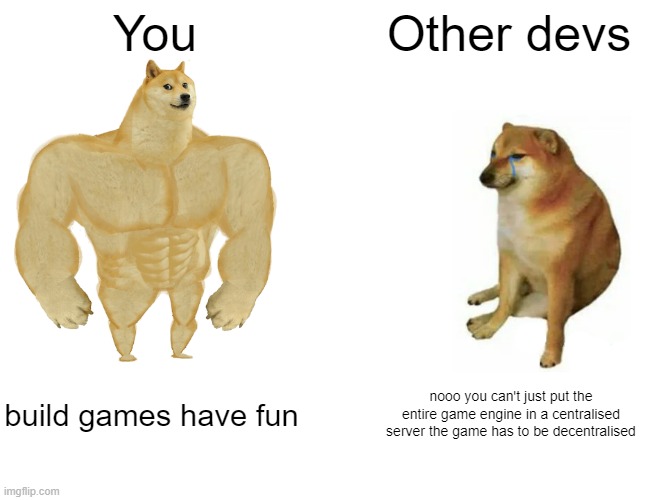 You
Other devs
build games have fun
nooo you can't just put the
entire game engine in a centralised
server the game has to be decentralised
imgflip.com